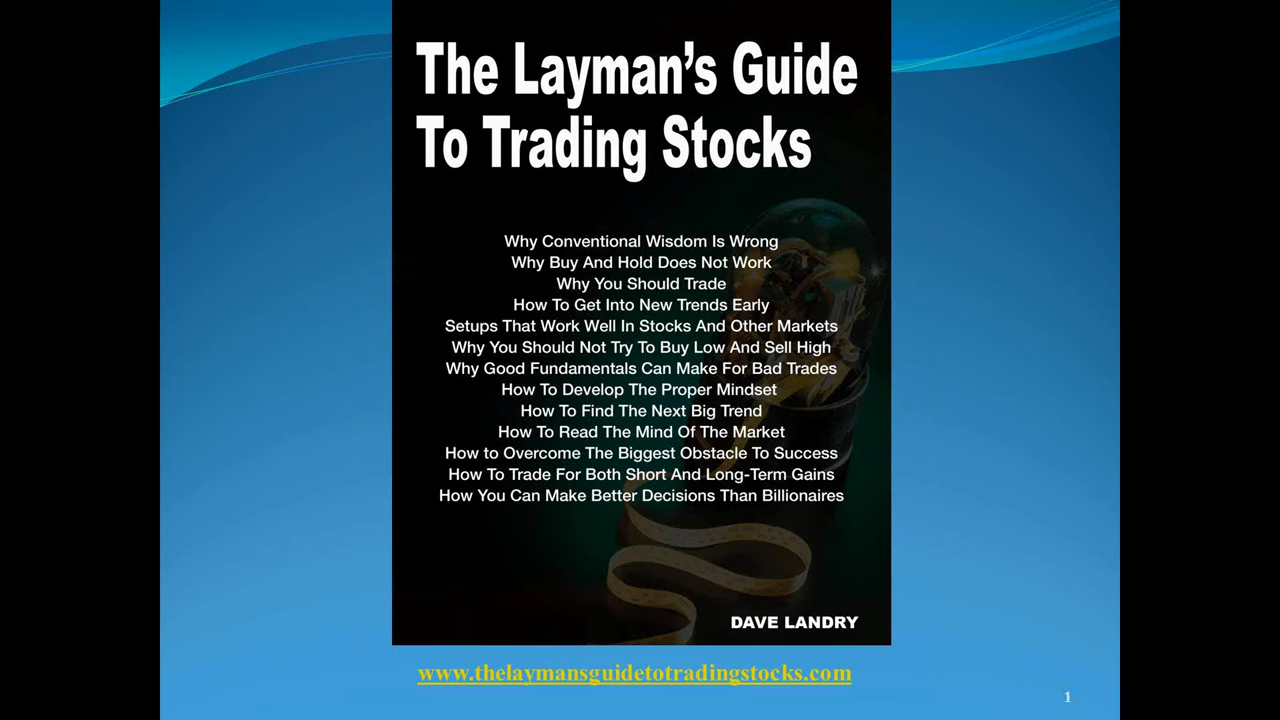 The Layman's Guide
To Trading Stocks
Why Conventional Wisdom Is Wrong
Why Buy And Hold Does Not Work
Why You Should Trade
How To Get Into New Trends Early
Setups That Work Well In Stocks And Other Markets
Why You Should Not Try To Buy Low And Sell High
Why Good Fundamentals Can Make For Bad Trades
How To Develop The Proper Mindset
How To Find The Next Big Trend
How To Read The Mind Of The Market
How to Overcome The Biggest Obstacle To Success
How To Trade For Both Short And Long-Term Gains
How You Can Make Better Decisions Than Billionaires
DAVE LANDRY
www.thelaymansguidetotradingstocks.com
1